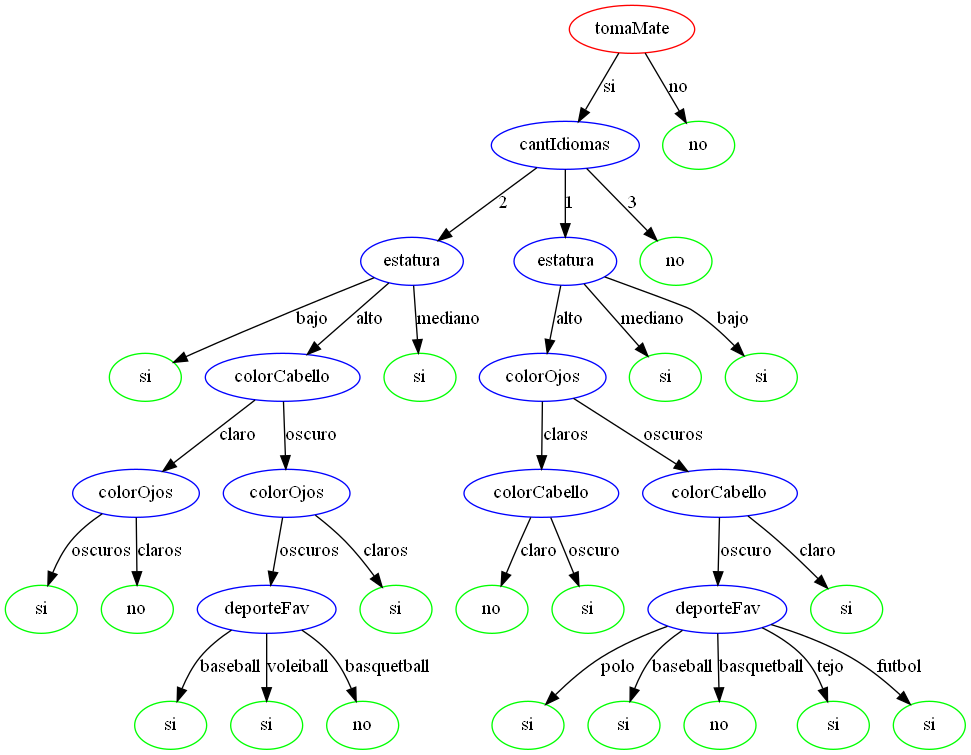 tomaMate
si no
cantIdiomas no
2 1 3
estatura estatura no
bajo alto mediano alto mediano bajo
si colorCabello si colorOjos si si
claro oscuro claros oscuros
colorOjos colorOjos colorCabello colorCabello
oscuros claros oscuros claros claro oscuro oscuro claro
si no deporteFav si no si deporteFav si
baseball voleiball basquetball polo baseball basquetball tejo futbol
si si no si si no si si